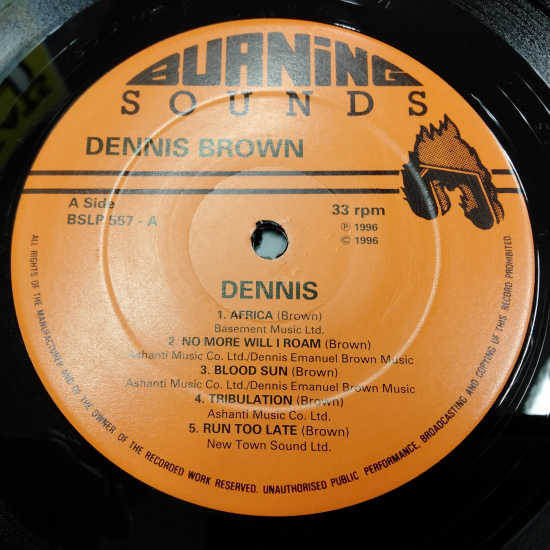 BURNiNG
SOUNDS
DENNIS BROWN
A Side
BSLP 557 - A
33 rpm
℗ 1996
© 1996
DENNIS
1. AFRICA (Brown)
Basement Music Ltd.
2. NO MORE WILL I ROAM (Brown)
Ashanti Music Co. Ltd./Dennis Emanuel Brown Music
3. BLOOD SUN (Brown)
Ashanti Music Co. Ltd./Dennis Emanuel Brown Music
4. TRIBULATION (Brown)
Ashanti Music Co. Ltd.
5. RUN TOO LATE (Brown)
New Town Sound Ltd.
ALL RIGHTS OF THE MANUFACTURER AND OF THE OWNER OF THE RECORDED WORK RESERVED. UNAUTHORISED PUBLIC PERFORMANCE, BROADCASTING AND COPYING OF THIS RECORD PROHIBITED.